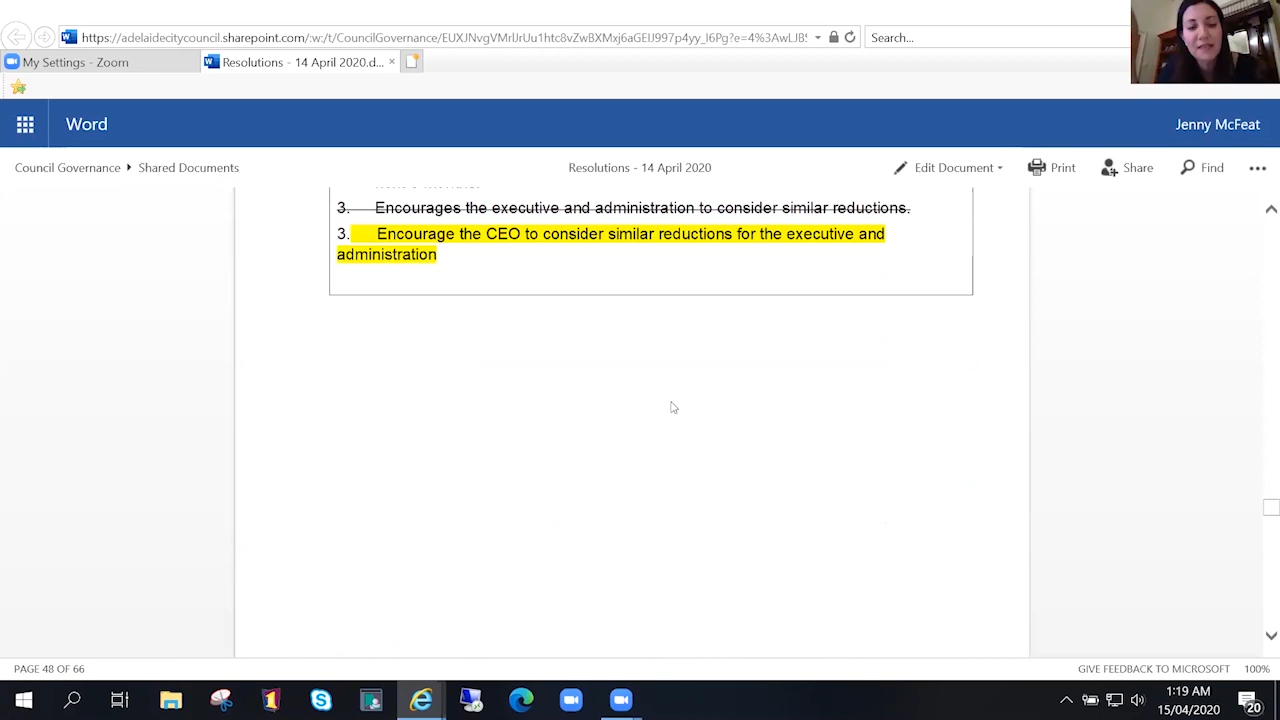 https://adelaidecitycouncil.sharepoint.com/:w:/t/CouncilGovernance/EUXJNvgVMrJrUu1htc8vZwBXMxj6aGEIJ997p4yy_I6Pg?e=4%3AwLJB
Search...
My Settings - Zoom
Resolutions - 14 April 2020.d...
Word
Jenny McFeat
Council Governance
Shared Documents
Resolutions - 14 April 2020
Edit Document
Print
Share
Find
3. Encourages the executive and administration to consider similar reductions.
3. Encourage the CEO to consider similar reductions for the executive and
administration
PAGE 48 OF 66
GIVE FEEDBACK TO MICROSOFT
100%
1:19 AM
15/04/2020
20